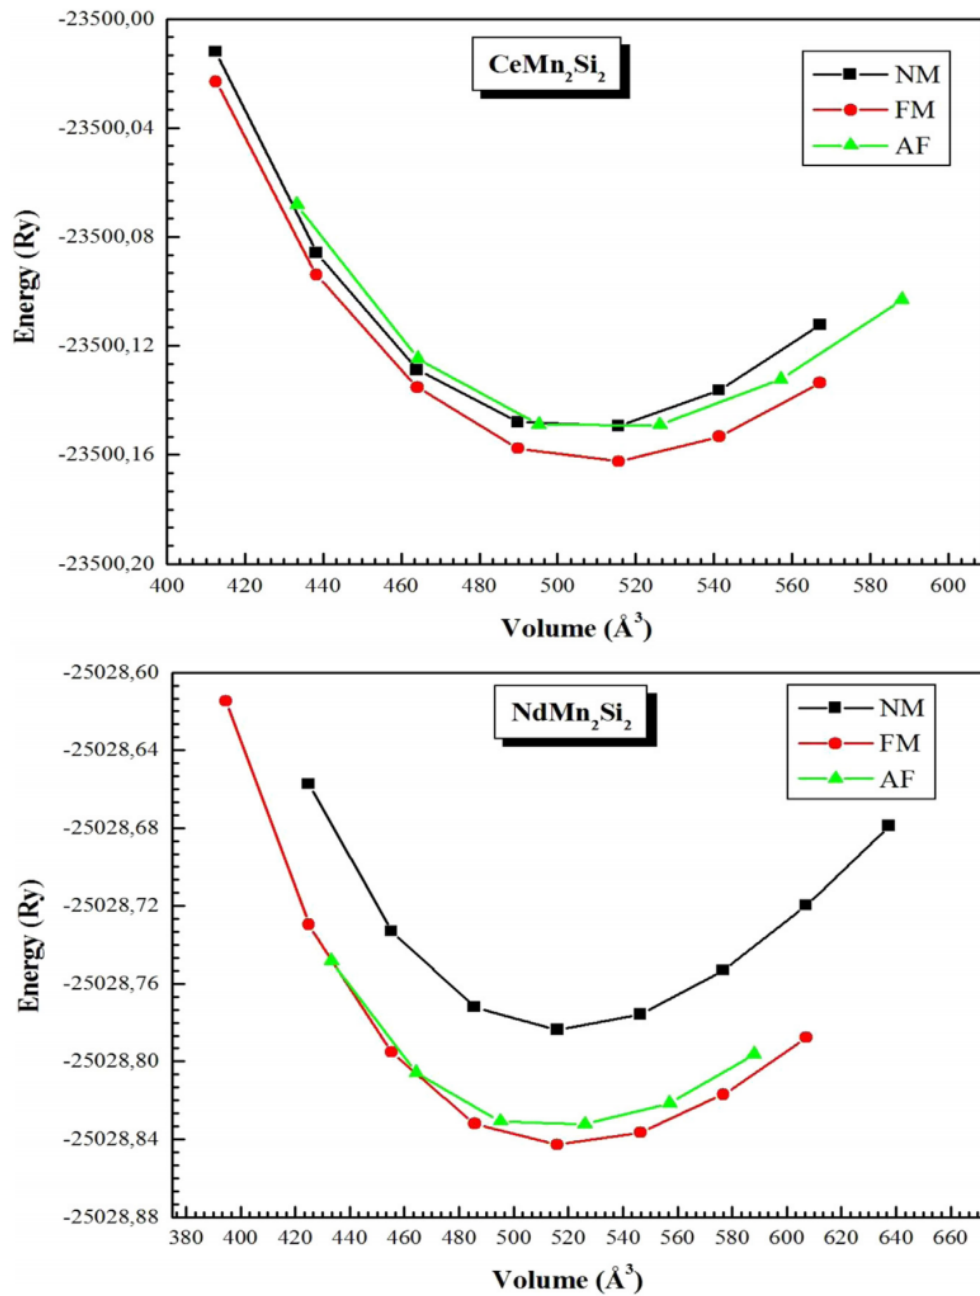 -23500,00
CeMn₂Si₂
NM
FM
AF
-23500,04
-23500,08
-23500,12
-23500,16
-23500,20
Energy (Ry)
400 420 440 460 480 500 520 540 560 580 600
Volume (Å³)
-25028,60
NdMn₂Si₂
NM
FM
AF
-25028,64
-25028,68
-25028,72
-25028,76
-25028,80
-25028,84
-25028,88
Energy (Ry)
380 400 420 440 460 480 500 520 540 560 580 600 620 640 660
Volume (Å³)